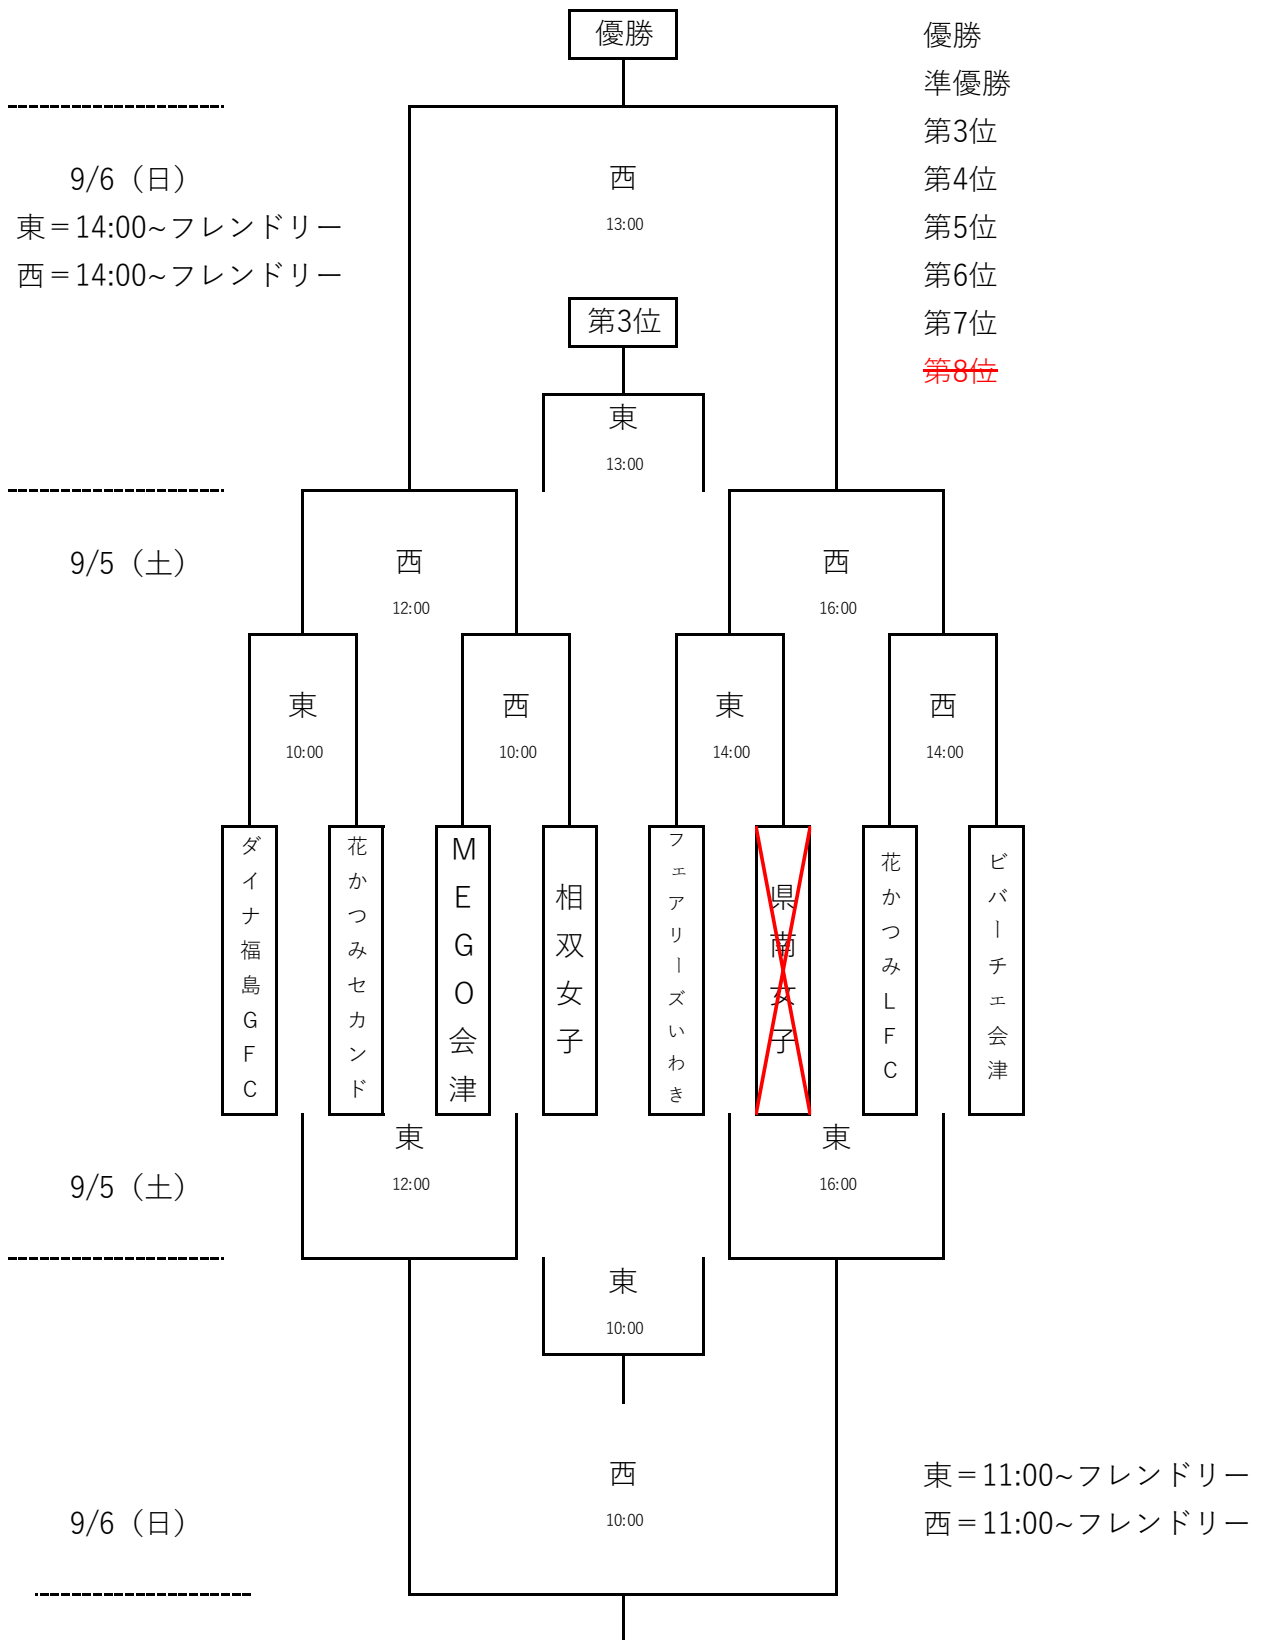 優勝
優勝
準優勝
第3位
第4位
第5位
第6位
第7位
第8位
9/6（日）
東＝14:00~フレンドリー
西＝14:00~フレンドリー
西
13:00
第3位
東
13:00
9/5（土）
西
12:00
西
16:00
東
10:00
西
10:00
東
14:00
西
14:00
ダイナ福島GFC
花かつみセカンド
MEGO会津
相双女子
フェアリーズいわき
県南女子
花かつみLFC
ビバーチェ会津
9/5（土）
東
12:00
東
16:00
東
10:00
西
10:00
9/6（日）
東＝11:00~フレンドリー
西＝11:00~フレンドリー